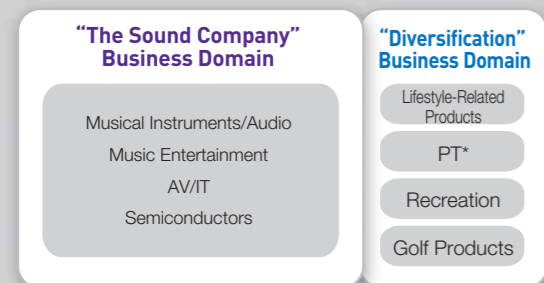 “The Sound Company”
Business Domain
Musical Instruments/Audio
Music Entertainment
AV/IT
Semiconductors
“Diversification”
Business Domain
Lifestyle-Related
Products
PT*
Recreation
Golf Products